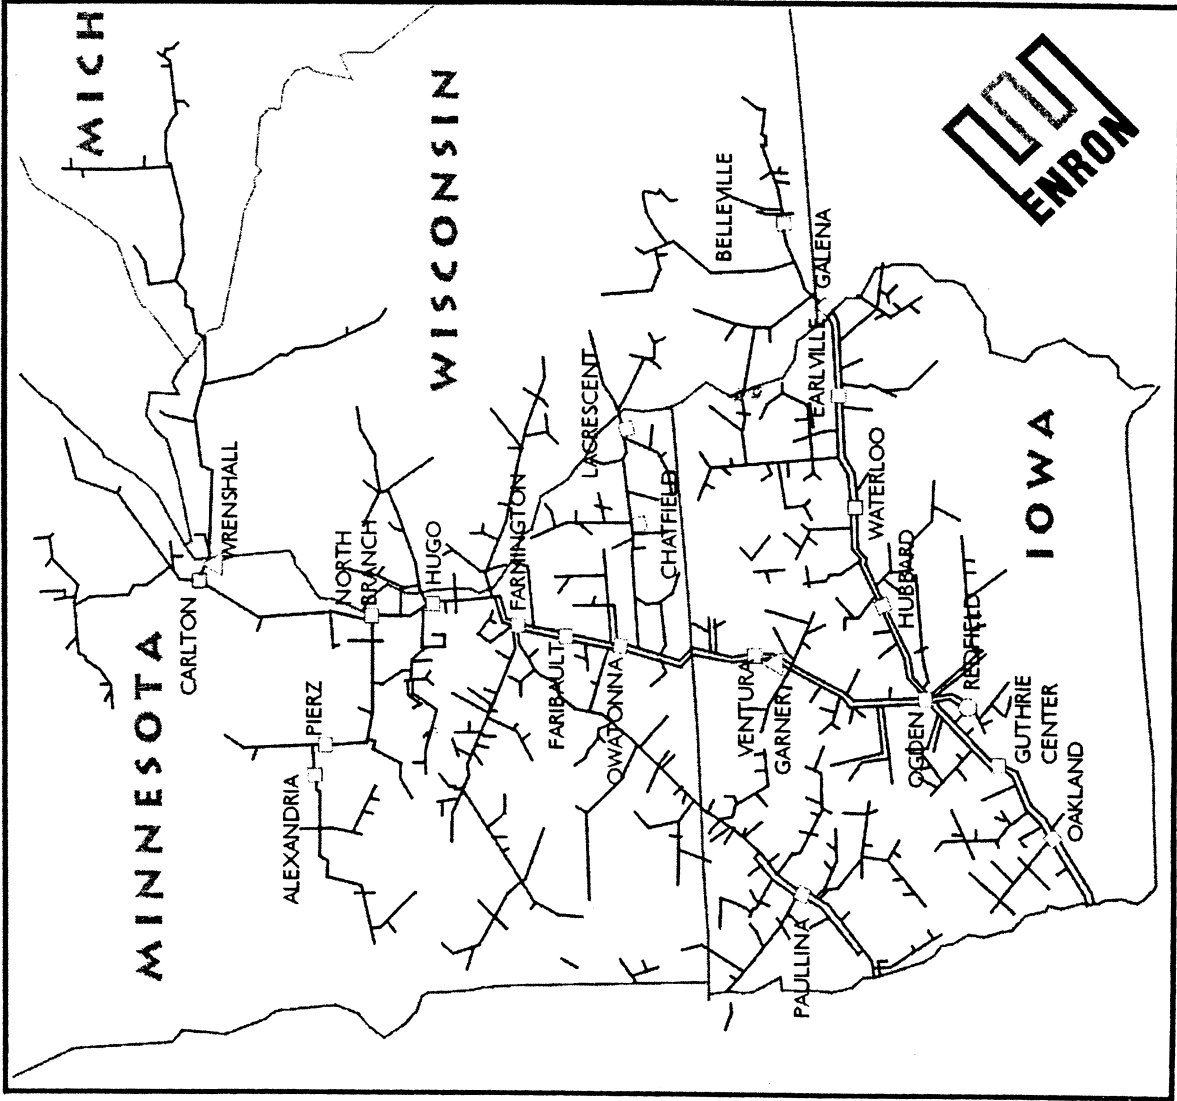 MICH
WISCONSIN
MINNESOTA
IOWA
WRENSHALL
CARLTON
NORTH
BRANCH
HUGO
PIERZ
ALEXANDRIA
FARMINGTON
FARIBAULT
OWATONNA
LACRESCENT
CHATFIELD
BELLEVILLE
GALENA
EARLVILLE
WATERLOO
HUBBARD
REDFIELD
VENTURA
GARNER
OGDEN
GUTHRIE
CENTER
OAKLAND
PAULLINA
ENRON